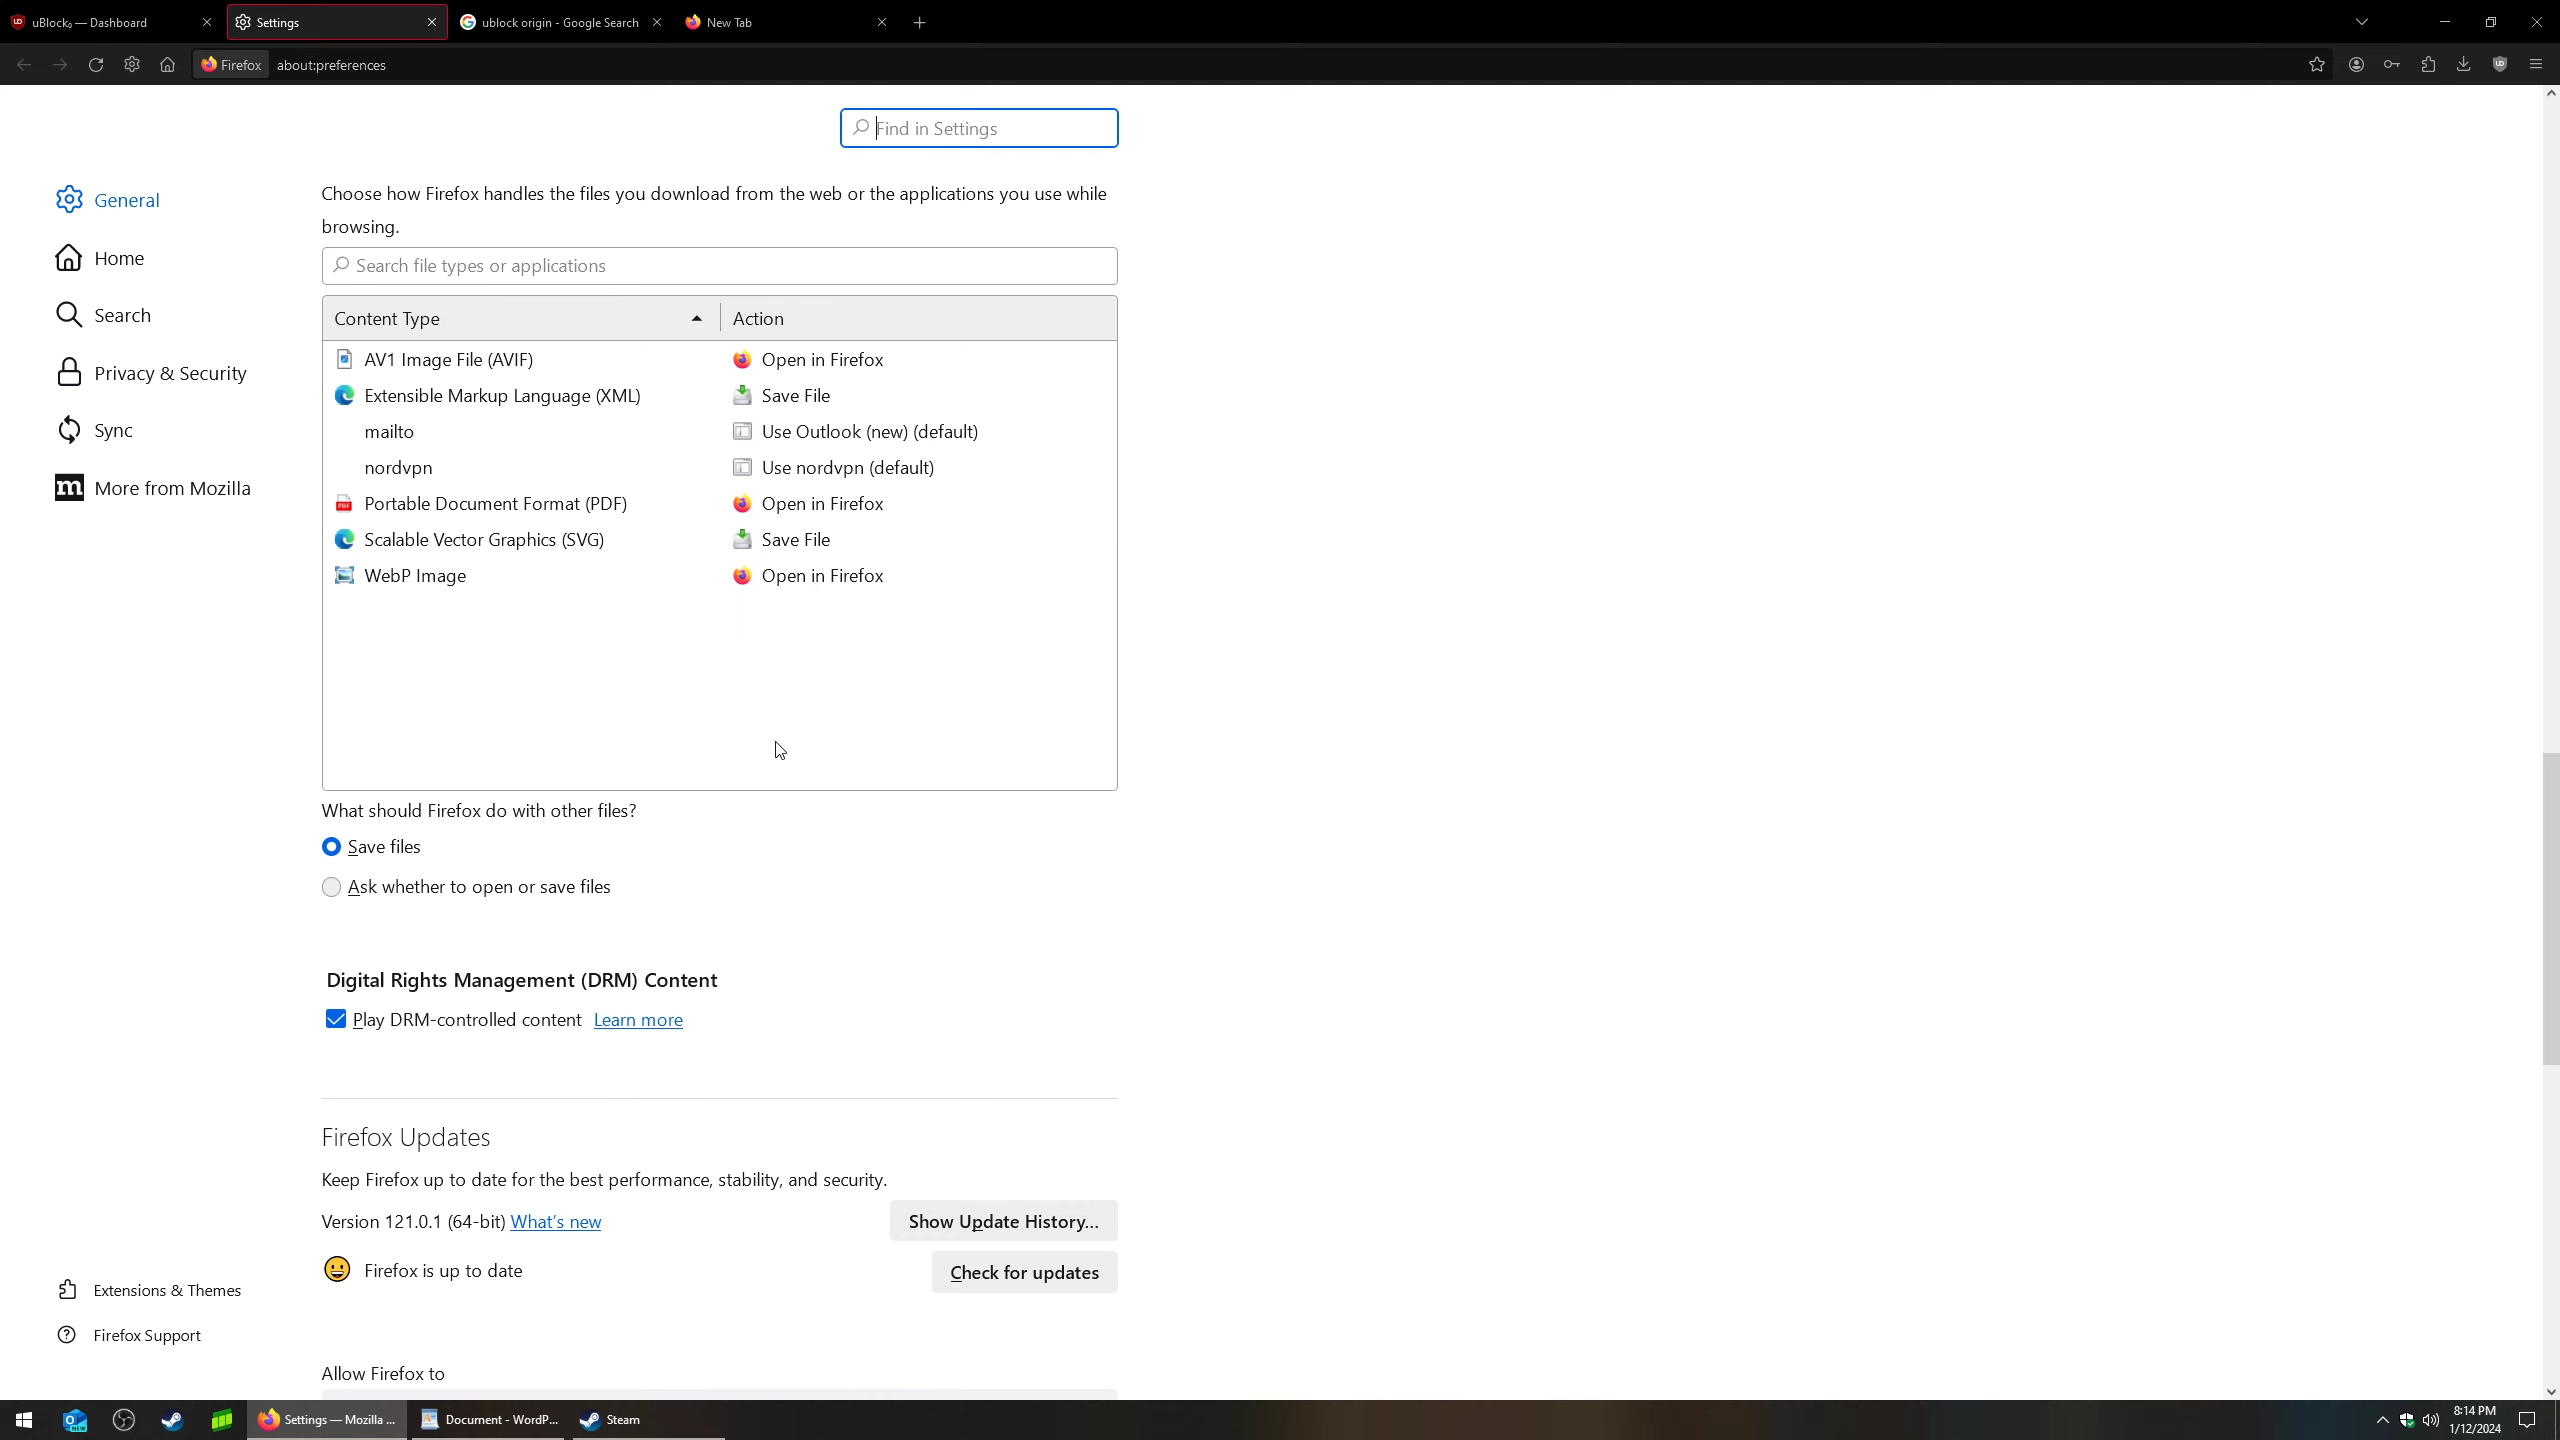 uBlock₀ — Dashboard
Settings
ublock origin - Google Search
New Tab
Firefox
about:preferences
Find in Settings
General
Home
Search
Privacy & Security
Sync
More from Mozilla
Extensions & Themes
Firefox Support
Choose how Firefox handles the files you download from the web or the applications you use while
browsing.
Search file types or applications
Content Type Action
AV1 Image File (AVIF) Open in Firefox
Extensible Markup Language (XML) Save File
mailto Use Outlook (new) (default)
nordvpn Use nordvpn (default)
Portable Document Format (PDF) Open in Firefox
Scalable Vector Graphics (SVG) Save File
WebP Image Open in Firefox
What should Firefox do with other files?
Save files
Ask whether to open or save files
Digital Rights Management (DRM) Content
Play DRM-controlled content Learn more
Firefox Updates
Keep Firefox up to date for the best performance, stability, and security.
Version 121.0.1 (64-bit) What's new
Show Update History...
Firefox is up to date
Check for updates
Allow Firefox to
Settings — Mozilla ...
Document - WordP...
Steam
8:14 PM
1/12/2024